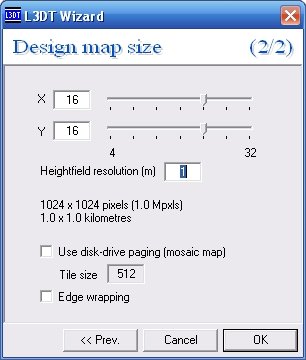 L3DT L3DT Wizard
Design map size (2/2)
X 16
Y 16
4 32
Heightfield resolution (m) 1
1024 x 1024 pixels (1.0 Mpxls)
1.0 x 1.0 kilometres
Use disk-drive paging (mosaic map)
Tile size 512
Edge wrapping
<< Prev. Cancel OK